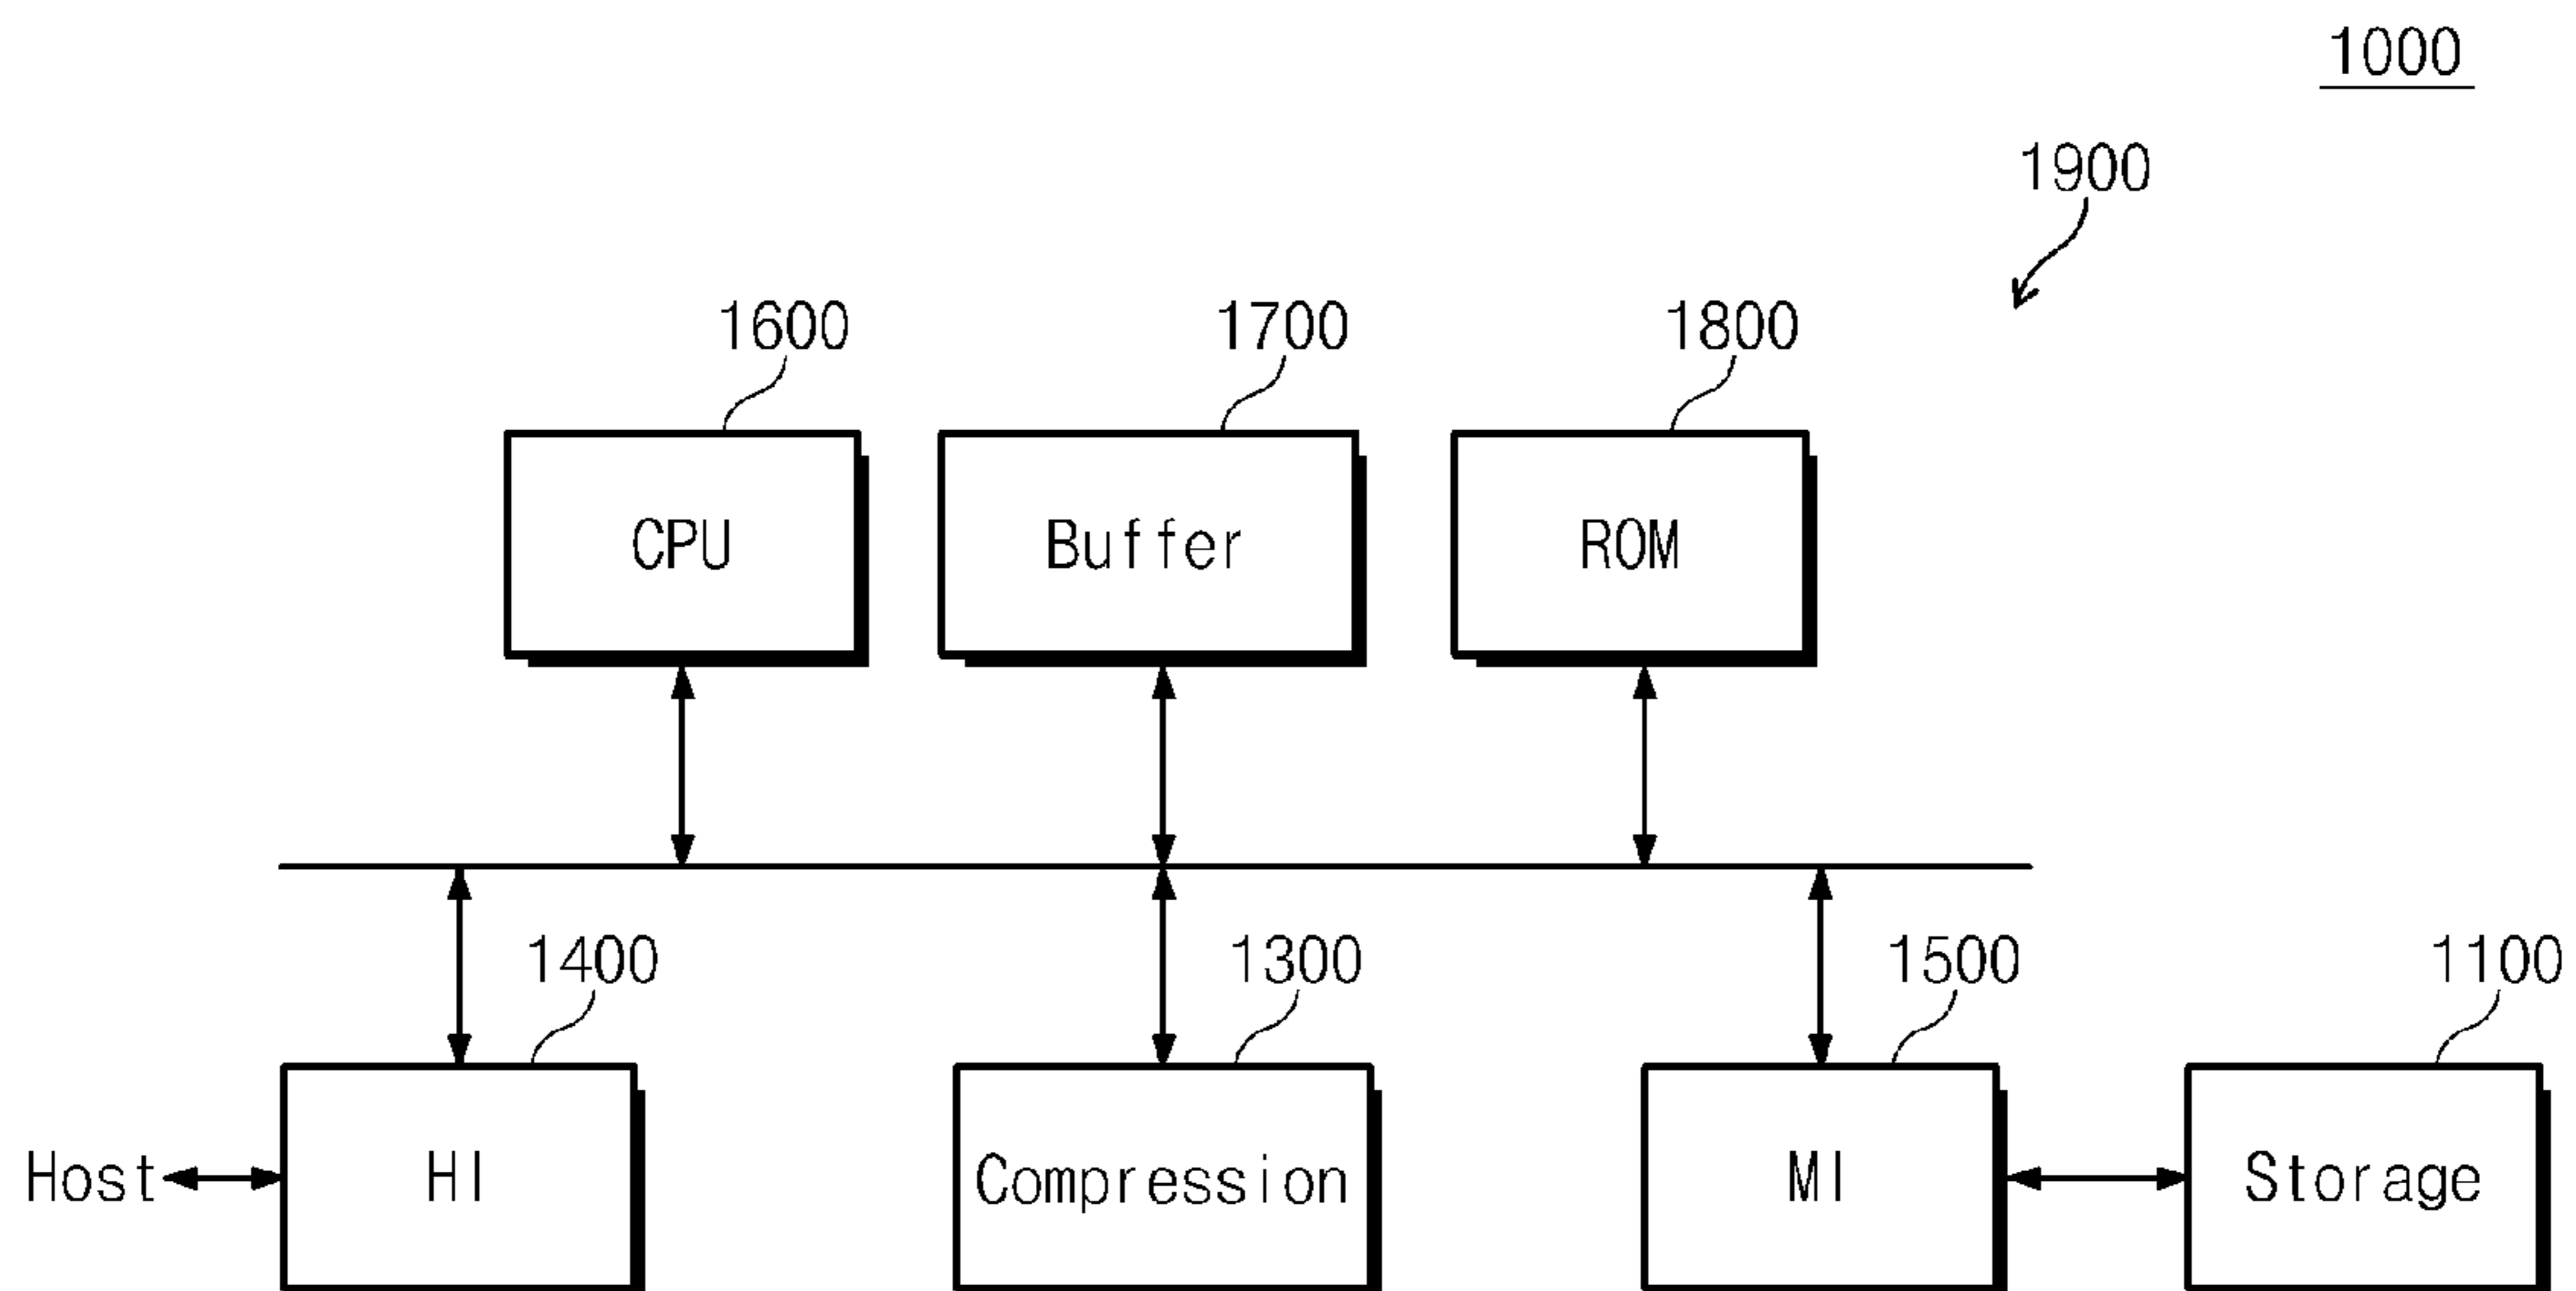 1000
1900
1600
1700
1800
CPU
Buffer
ROM
1400
1300
1500
1100
Host
HI
Compression
MI
Storage